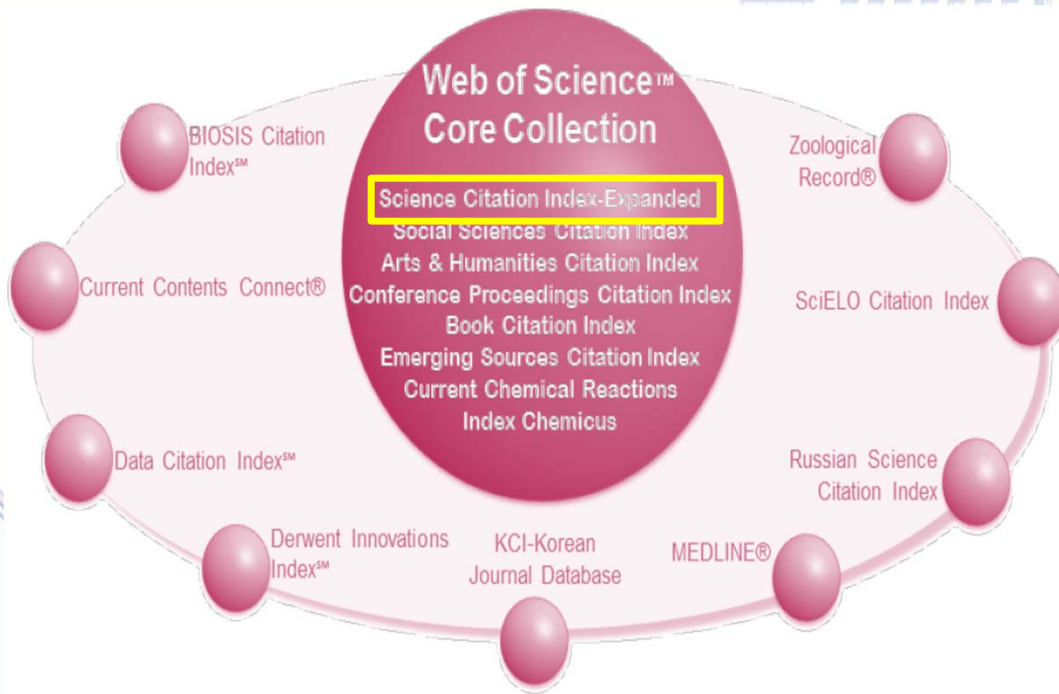 Web of Science™
Core Collection
Science Citation Index-Expanded
Social Sciences Citation Index
Arts & Humanities Citation Index
Conference Proceedings Citation Index
Book Citation Index
Emerging Sources Citation Index
Current Chemical Reactions
Index Chemicus
BIOSIS Citation
Index℠
Current Contents Connect®
Data Citation Index℠
Derwent Innovations
Index℠
KCI-Korean
Journal Database
MEDLINE®
Russian Science
Citation Index
SciELO Citation Index
Zoological
Record®